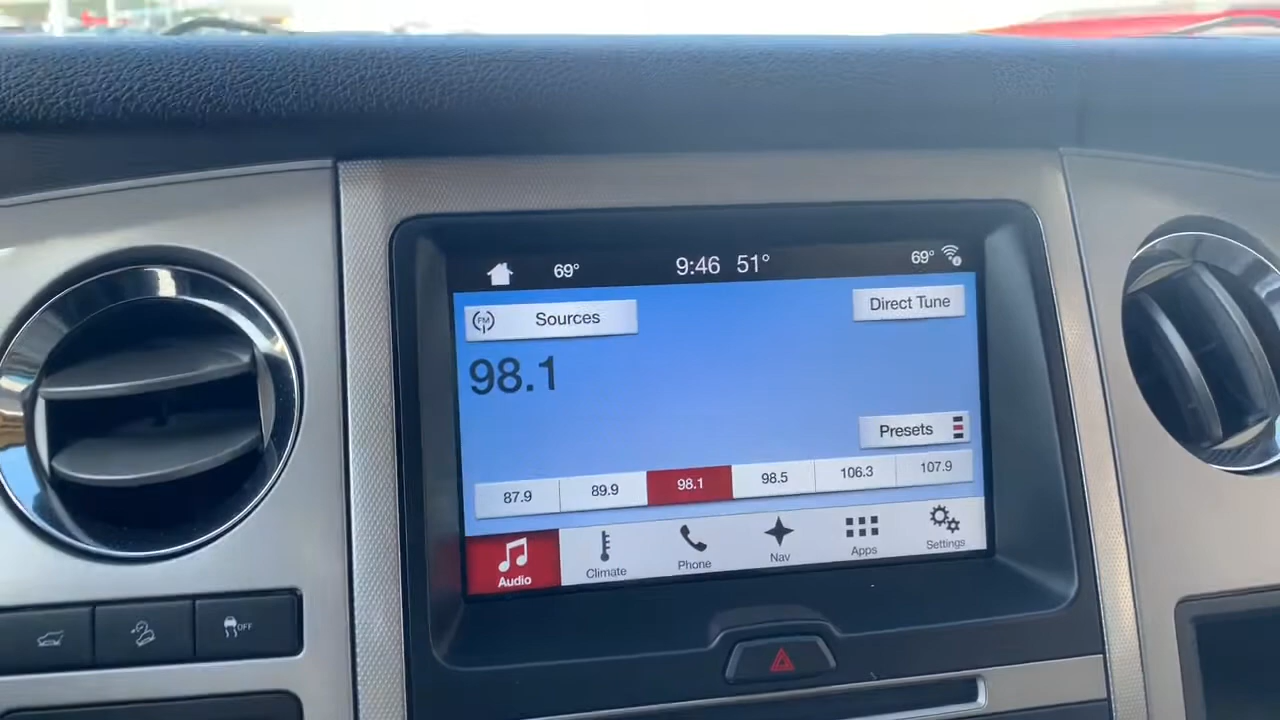 69° 9:46 51° 69°
FM Sources Direct Tune
98.1
Presets
87.9 89.9 98.1 98.5 106.3 107.9
Audio Climate Phone Nav Apps Settings
OFF